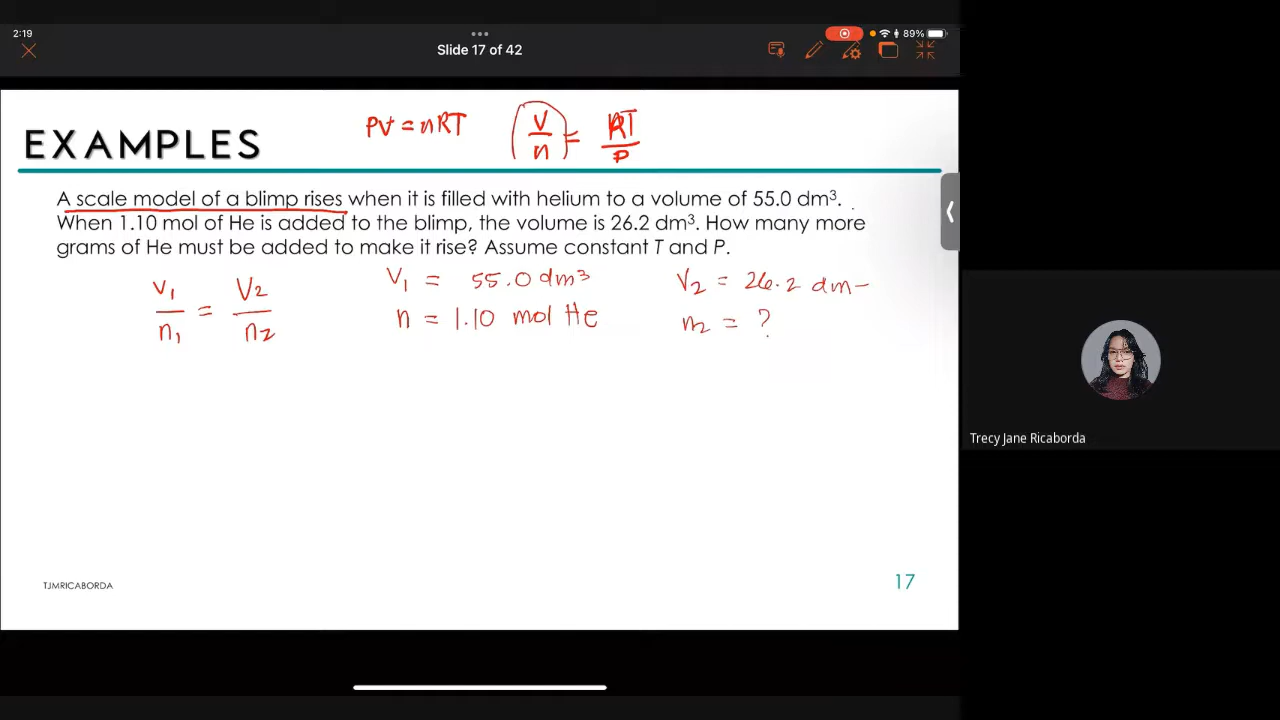 2:19
89%
Slide 17 of 42
PV = nRT
V/n = RT/P
EXAMPLES
A scale model of a blimp rises when it is filled with helium to a volume of 55.0 dm³.
When 1.10 mol of He is added to the blimp, the volume is 26.2 dm³. How many more
grams of He must be added to make it rise? Assume constant T and P.
V₁/n₁ = V₂/n₂
V₁ = 55.0 dm³
n = 1.10 mol He
V₂ = 26.2 dm
n₂ = ?
Trecy Jane Ricaborda
TJMRICABORDA
17